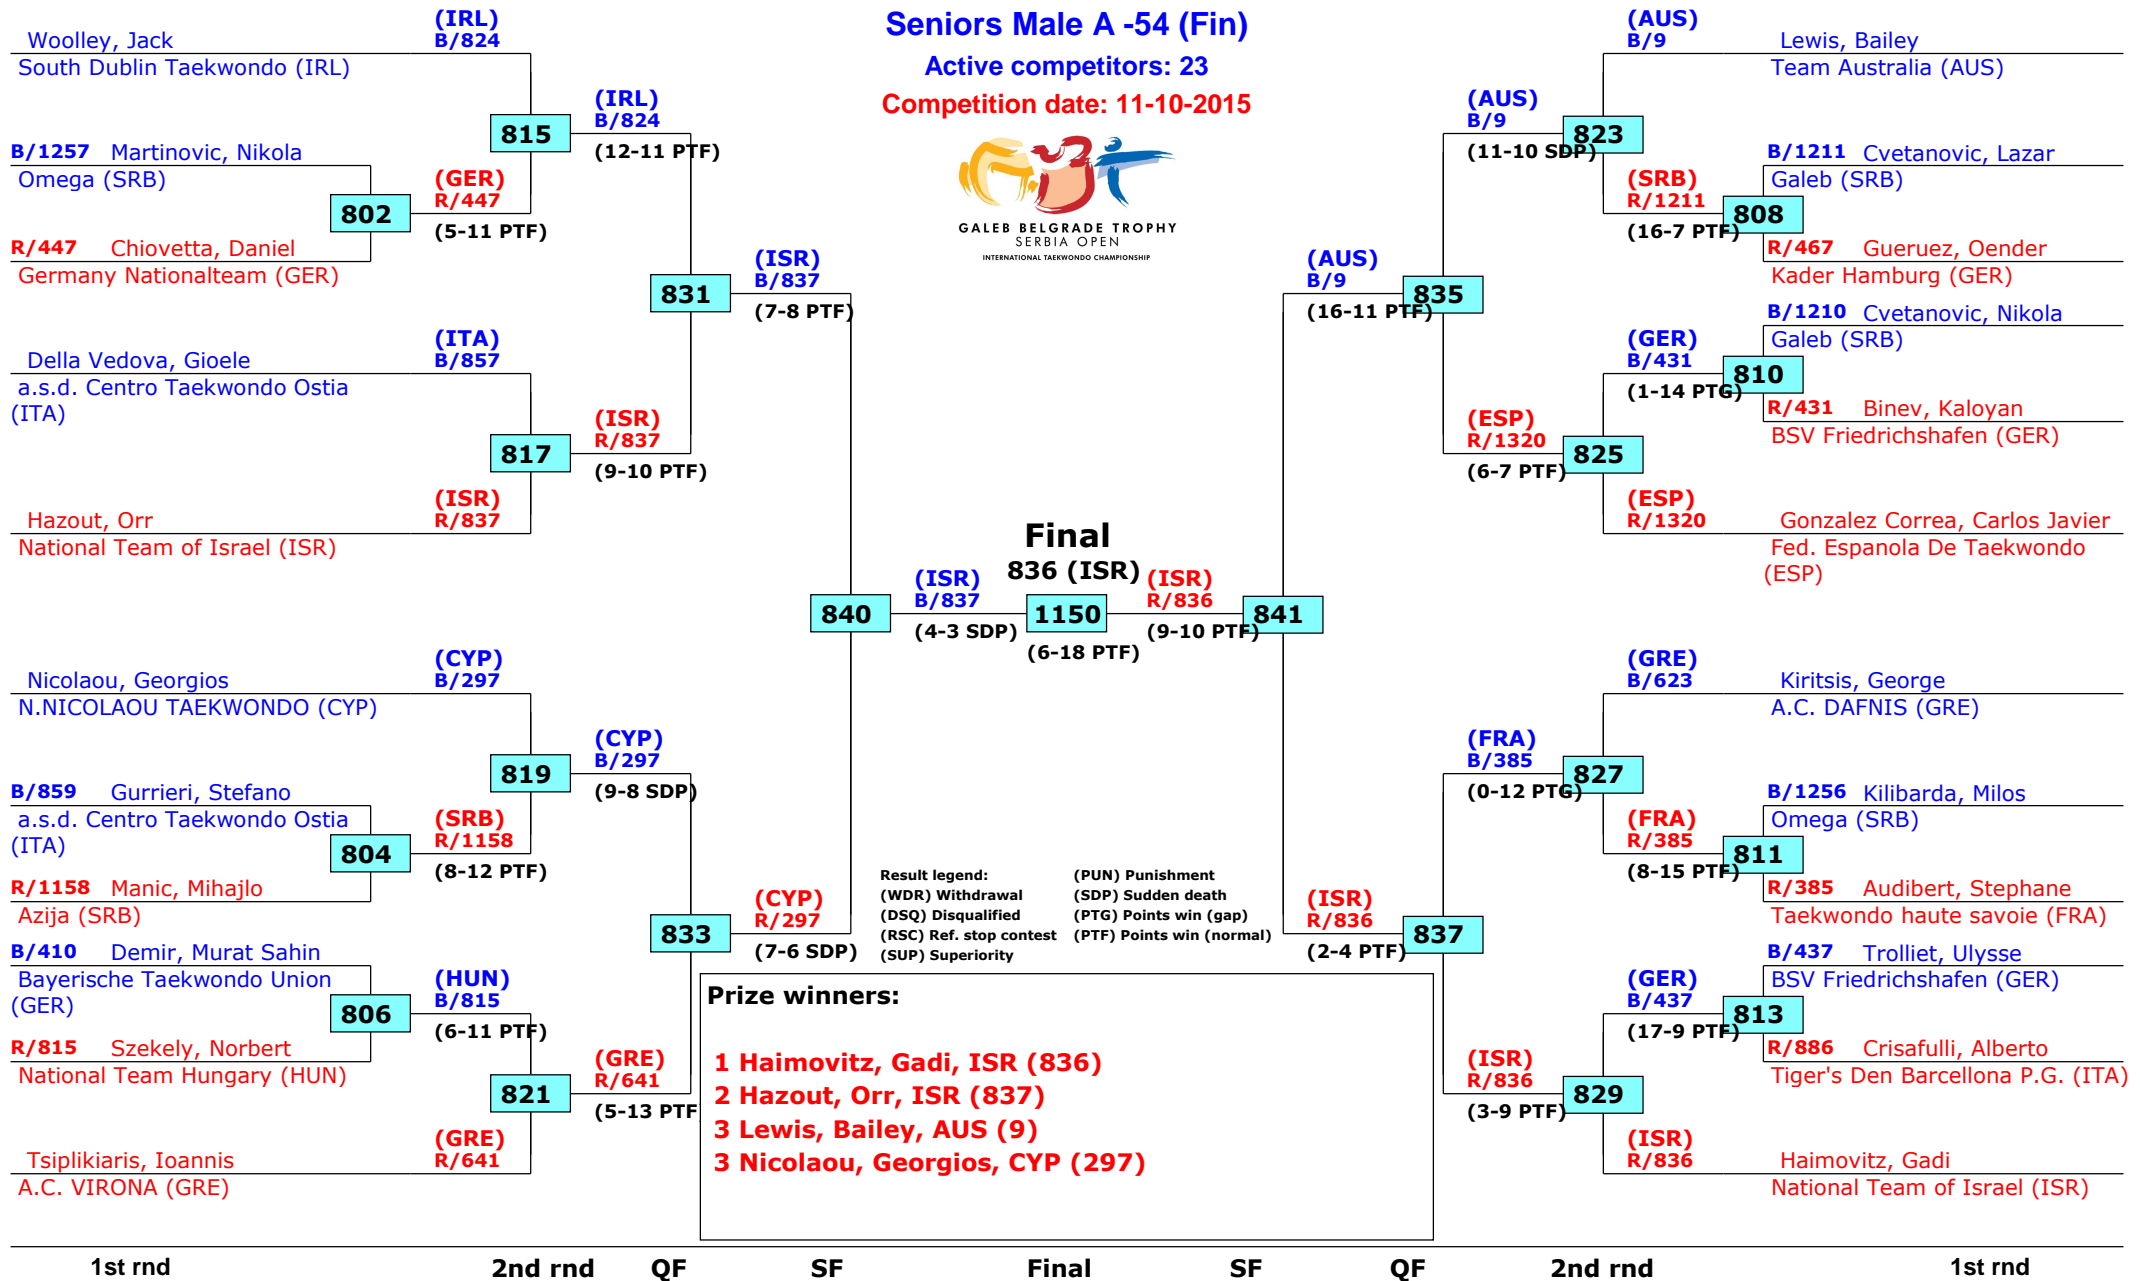 Seniors Male A -54 (Fin)
Active competitors: 23
Competition date: 11-10-2015
GALEB BELGRADE TROPHY
SERBIA OPEN
INTERNATIONAL TAEKWONDO CHAMPIONSHIP
Woolley, Jack
South Dublin Taekwondo (IRL)
(IRL)
B/824
B/1257 Martinovic, Nikola
Omega (SRB)
802
R/447 Chiovetta, Daniel
Germany Nationalteam (GER)
(GER)
R/447
(5-11 PTF)
815
(IRL)
B/824
(12-11 PTF)
Della Vedova, Gioele
a.s.d. Centro Taekwondo Ostia
(ITA)
(ITA)
B/857
817
Hazout, Orr
National Team of Israel (ISR)
(ISR)
R/837
(ISR)
R/837
(9-10 PTF)
831
(ISR)
B/837
(7-8 PTF)
Nicolaou, Georgios
N.NICOLAOU TAEKWONDO (CYP)
(CYP)
B/297
B/859 Gurrieri, Stefano
a.s.d. Centro Taekwondo Ostia
(ITA)
804
R/1158 Manic, Mihajlo
Azija (SRB)
(SRB)
R/1158
(8-12 PTF)
819
(CYP)
B/297
(9-8 SDP)
B/410 Demir, Murat Sahin
Bayerische Taekwondo Union
(GER)
806
R/815 Szekely, Norbert
National Team Hungary (HUN)
(HUN)
B/815
(6-11 PTF)
821
Tsiplikiaris, Ioannis
A.C. VIRONA (GRE)
(GRE)
R/641
(GRE)
R/641
(5-13 PTF
833
(CYP)
R/297
(7-6 SDP)
840
(ISR)
B/837
(4-3 SDP)
Final
836 (ISR)
1150
(6-18 PTF)
(ISR)
R/836
(9-10 PTF)
841
(AUS)
B/9
(16-11 PTF)
835
(AUS)
B/9
(11-10 SDP)
823
(AUS)
B/9
Lewis, Bailey
Team Australia (AUS)
(SRB)
R/1211
(16-7 PTF)
808
B/1211 Cvetanovic, Lazar
Galeb (SRB)
R/467 Gueruez, Oender
Kader Hamburg (GER)
(ESP)
R/1320
(6-7 PTF)
825
(GER)
B/431
(1-14 PTG)
810
B/1210 Cvetanovic, Nikola
Galeb (SRB)
R/431 Binev, Kaloyan
BSV Friedrichshafen (GER)
(ESP)
R/1320
Gonzalez Correa, Carlos Javier
Fed. Espanola De Taekwondo
(ESP)
(ISR)
R/836
(2-4 PTF)
837
(FRA)
B/385
(0-12 PTG)
827
(GRE)
B/623
Kiritsis, George
A.C. DAFNIS (GRE)
(FRA)
R/385
(8-15 PTF)
811
B/1256 Kilibarda, Milos
Omega (SRB)
R/385 Audibert, Stephane
Taekwondo haute savoie (FRA)
(ISR)
R/836
(3-9 PTF)
829
(GER)
B/437
(17-9 PTF)
813
B/437 Trolliet, Ulysse
BSV Friedrichshafen (GER)
R/886 Crisafulli, Alberto
Tiger's Den Barcellona P.G. (ITA)
(ISR)
R/836
Haimovitz, Gadi
National Team of Israel (ISR)
Result legend:
(WDR) Withdrawal
(DSQ) Disqualified
(RSC) Ref. stop contest
(SUP) Superiority
(PUN) Punishment
(SDP) Sudden death
(PTG) Points win (gap)
(PTF) Points win (normal)
Prize winners:
1 Haimovitz, Gadi, ISR (836)
2 Hazout, Orr, ISR (837)
3 Lewis, Bailey, AUS (9)
3 Nicolaou, Georgios, CYP (297)
1st rnd 2nd rnd QF SF Final SF QF 2nd rnd 1st rnd